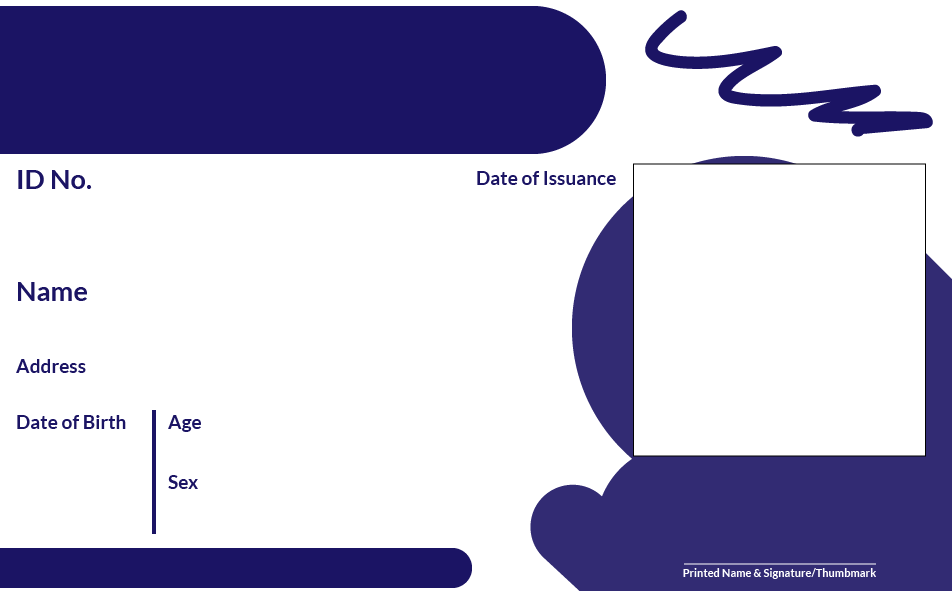 ID No.
Date of Issuance
Name
Address
Date of Birth
Age
Sex
Printed Name & Signature/Thumbmark